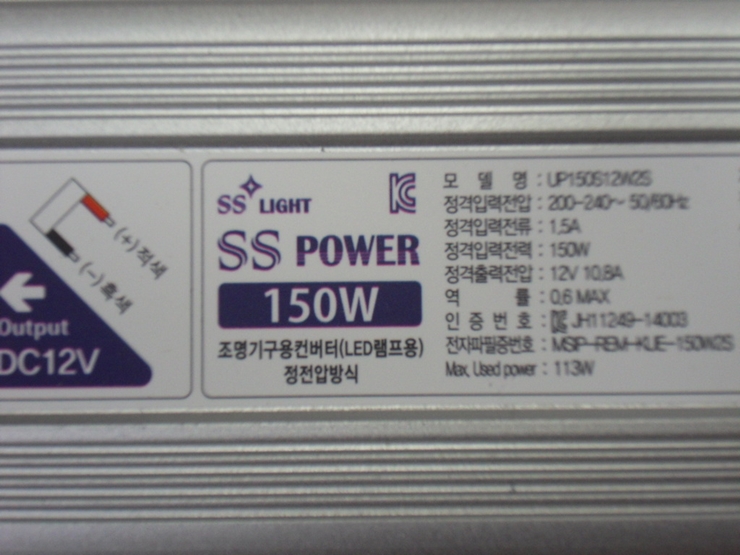 (+)적색
(-)흑색
Output
DC12V
SS LIGHT
SS POWER
150W
조명기구용컨버터(LED램프용)
정전압방식
모 델 명 : UP150S12W2S
정격입력전압 : 200~240~ 50/60Hz
정격입력전류 : 1.5A
정격입력전력 : 150W
정격출력전압 : 12V 10.8A
역 률 : 0.6 MAX
인 증 번 호 : JH11249-14003
전자파필증번호 : MSIP-REM-KUE-150W2S
Max. Used power : 113W